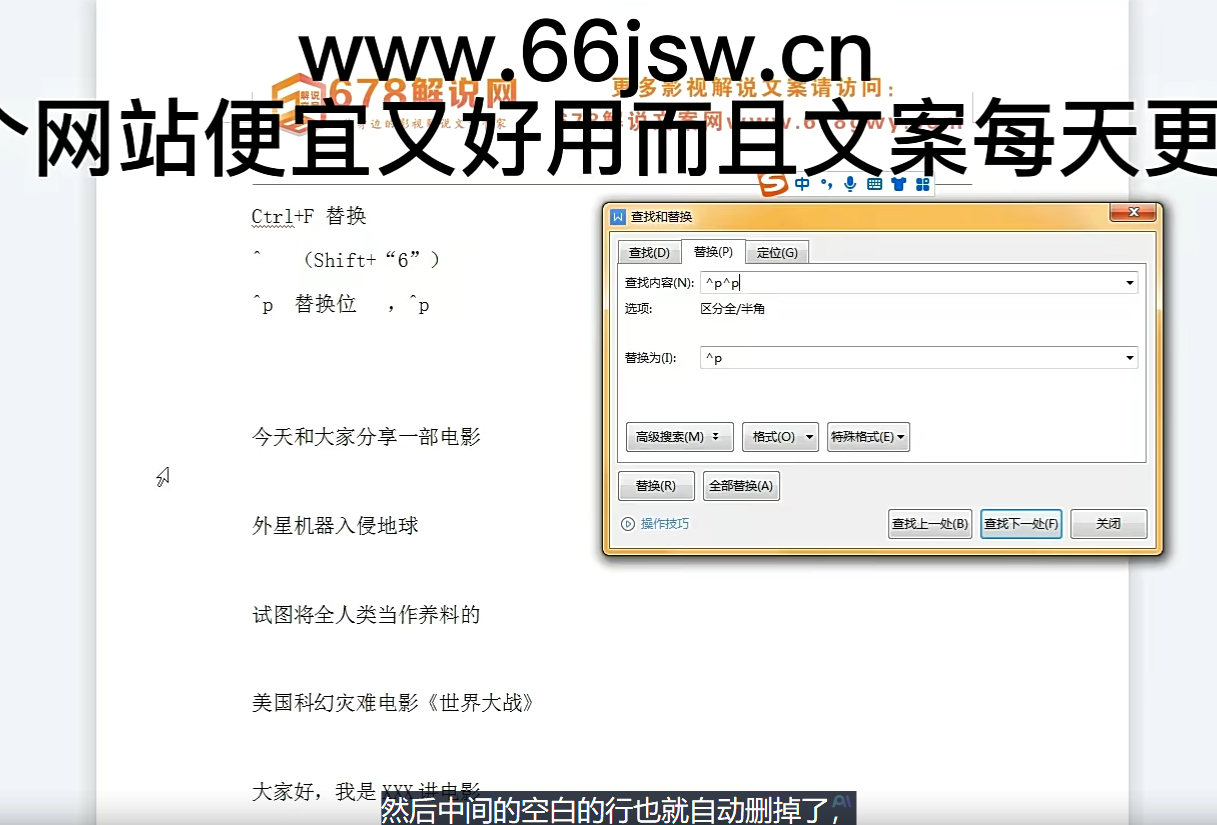 www.66jsw.cn
678解说网
更多影视解说文案请访问：
个网站便宜又好用而且文案每天更
中
Ctrl+F 替换
^ （Shift+“6”）
^p 替换位 ，^p
今天和大家分享一部电影
外星机器入侵地球
试图将全人类当作养料的
美国科幻灾难电影《世界大战》
大家好，我是 XXX 讲电影
查找和替换
查找(D) 替换(P) 定位(G)
查找内容(N): ^p^p
选项: 区分全/半角
替换为(I): ^p
高级搜索(M) 格式(O) 特殊格式(E)
替换(R) 全部替换(A)
操作技巧 查找上一处(B) 查找下一处(F) 关闭
然后中间的空白的行也就自动删掉了，
AI